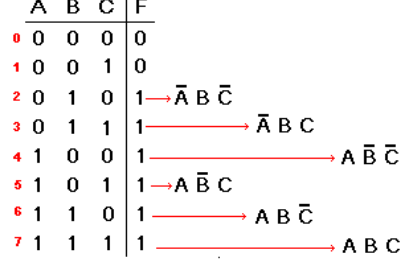 A B C F
0 0 0 0 0
1 0 0 1 0
2 0 1 0 1 → A̅ B C̅
3 0 1 1 1 → A̅ B C
4 1 0 0 1 → A B̅ C̅
5 1 0 1 1 → A B̅ C
6 1 1 0 1 → A B C̅
7 1 1 1 1 → A B C